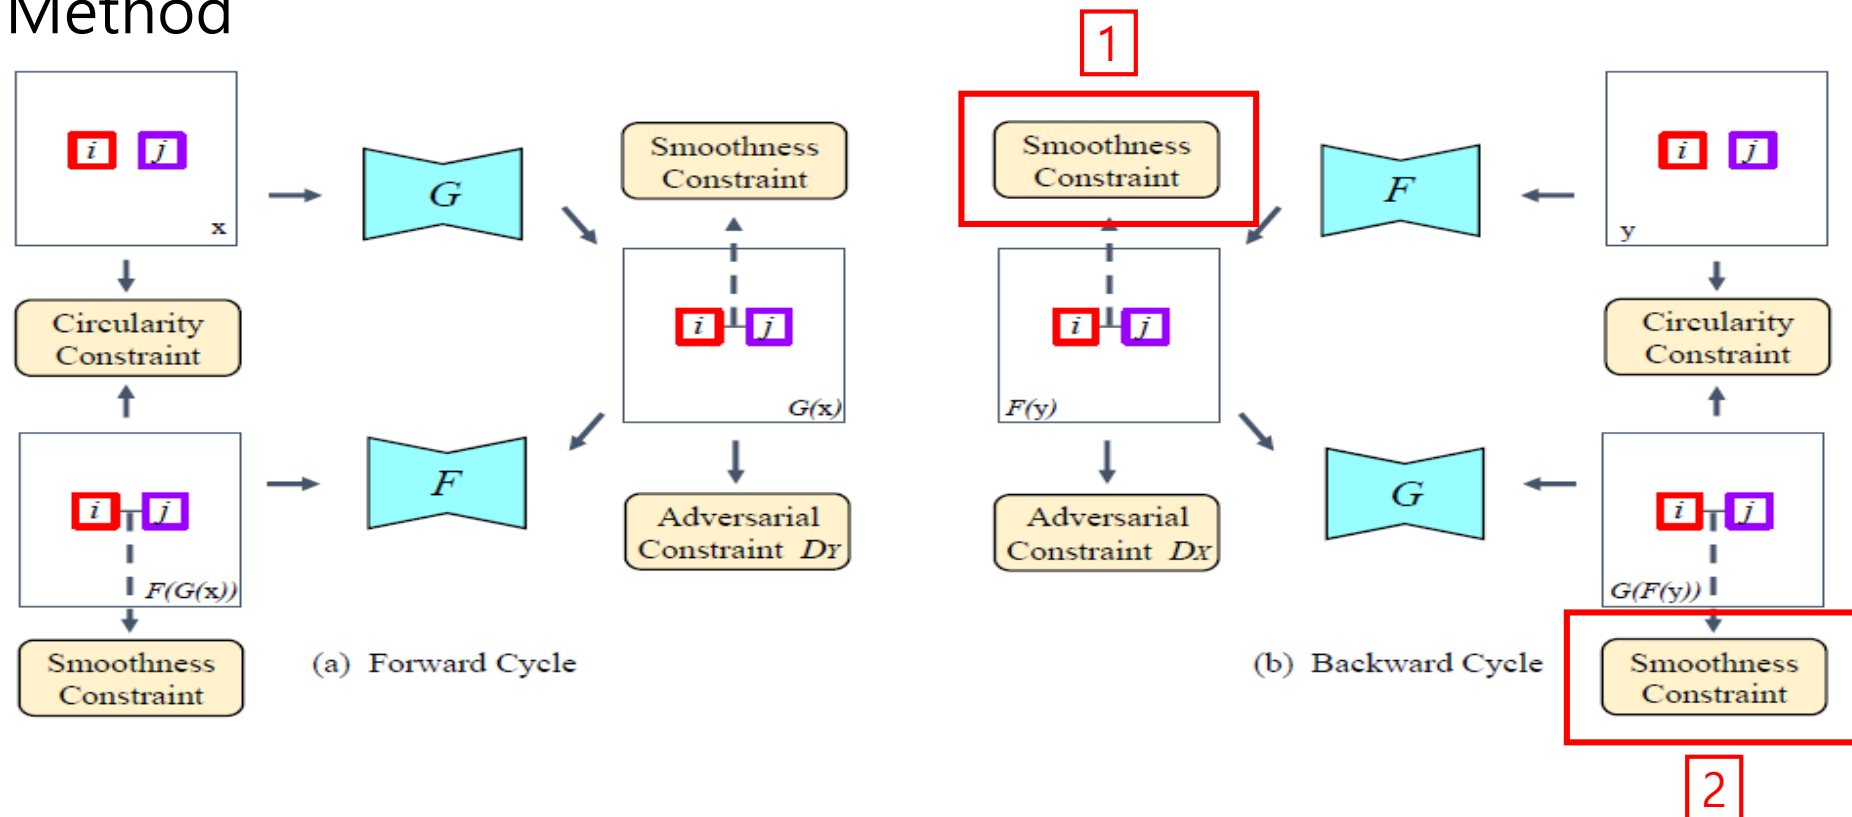 Method
1
i j
x
G
Smoothness
Constraint
Circularity
Constraint
i j
G(x)
i j
F(G(x))
F
Adversarial
Constraint DY
Smoothness
Constraint
(a) Forward Cycle
Smoothness
Constraint
F
i j
y
i j
F(y)
Circularity
Constraint
Adversarial
Constraint DX
G
i j
G(F(y))
(b) Backward Cycle
Smoothness
Constraint
2